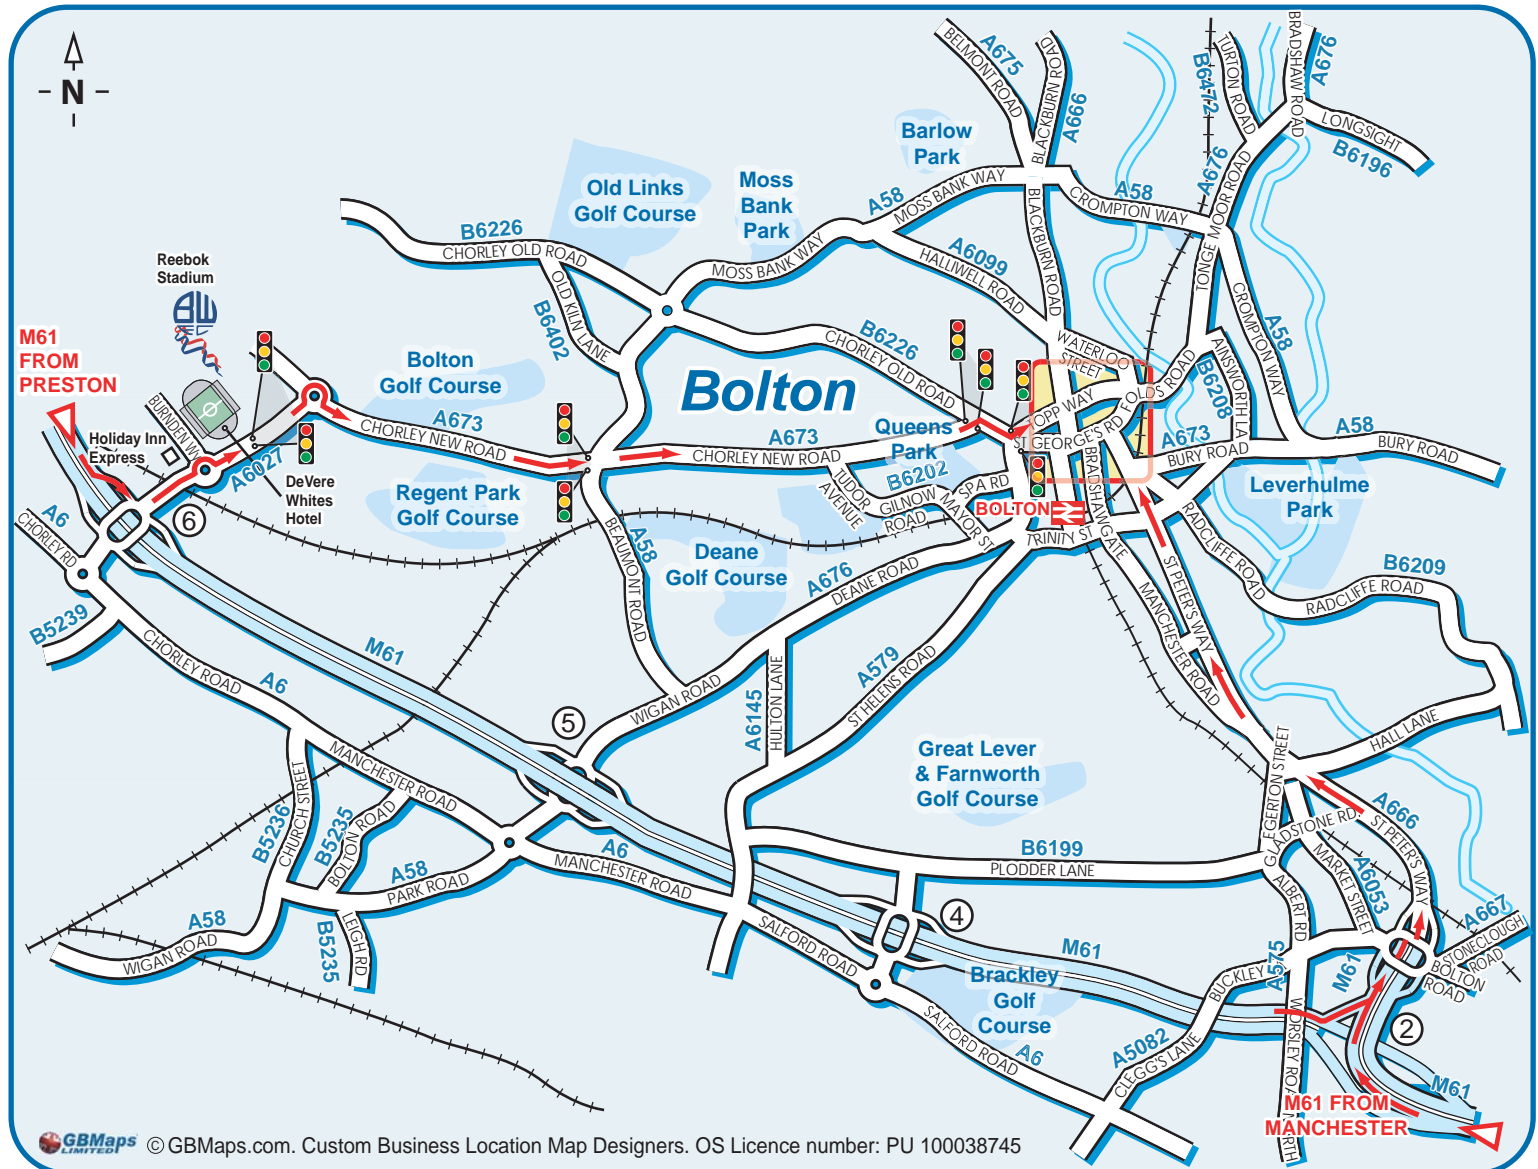 N
BELMONT ROAD
A675
BLACKBURN ROAD
A666
B6472
TURTON ROAD
BRADSHAW ROAD
A676
LONGSIGHT
B6196
Barlow
Park
Old Links
Golf Course
Moss
Bank
Park
A58
MOSS BANK WAY
A58
CROMPTON WAY
A676
TONGE MOOR ROAD
B6226
CHORLEY OLD ROAD
MOSS BANK WAY
A6099
HALLIWELL ROAD
BLACKBURN ROAD
Reebok
Stadium
BW
OLD KILN LANE
B6402
CROMPTON WAY
A58
M61
FROM
PRESTON
Bolton
Golf Course
Bolton
B6226
CHORLEY OLD ROAD
WATERLOO
STREET
TOPP WAY
FOLDS ROAD
AINSWORTH LA
B6208
BURNDEN WY
Holiday Inn
Express
A6027
DeVere
Whites
Hotel
A673
CHORLEY NEW ROAD
A673
CHORLEY NEW ROAD
Queens
Park
ST GEORGE'S RD
A673
BURY ROAD
A58
BURY ROAD
Regent Park
Golf Course
TUDOR
AVENUE
B6202
GILNOW
ROAD
SPA RD
MAYOR ST
BOLTON
BRADSHAWGATE
TRINITY ST
Leverhulme
Park
RADCLIFFE ROAD
A6
CHORLEY RD
6
A58
BEAUMONT ROAD
Deane
Golf Course
A676
DEANE ROAD
B6209
RADCLIFFE ROAD
B5239
CHORLEY ROAD
A6
M61
WIGAN ROAD
A6145
HULTON LANE
A579
ST HELENS ROAD
MANCHESTER ROAD
ST PETER'S WAY
HALL LANE
5
MANCHESTER ROAD
CHURCH STREET
B5236
B5235
BOLTON ROAD
Great Lever
& Farnworth
Golf Course
EGERTON STREET
A666
ST PETER'S WAY
GLADSTONE RD
MARKET STREET
A6053
A6
MANCHESTER ROAD
B6199
PLODDER LANE
A58
PARK ROAD
ALBERT RD
A58
WIGAN ROAD
B5235
LEIGH RD
4
SALFORD ROAD
M61
A667
STONECLOUGH
ROAD
BOLTON
ROAD
M61
A575
BUCKLEY
Brackley
Golf
Course
SALFORD ROAD
A6
A5082
CLEGG'S LANE
WORSLEY ROAD NORTH
2
M61
M61 FROM
MANCHESTER
GBMaps
LIMITED
© GBMaps.com. Custom Business Location Map Designers. OS Licence number: PU 100038745